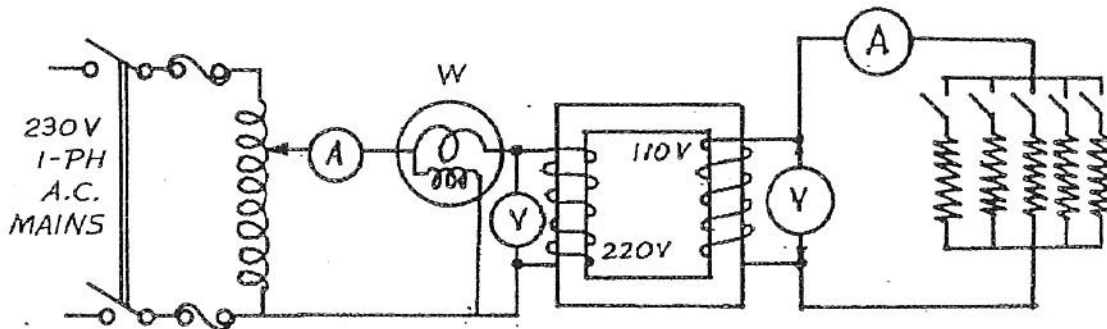 230V
1-PH
A.C.
MAINS
A
W
V
110V
220V
V
A